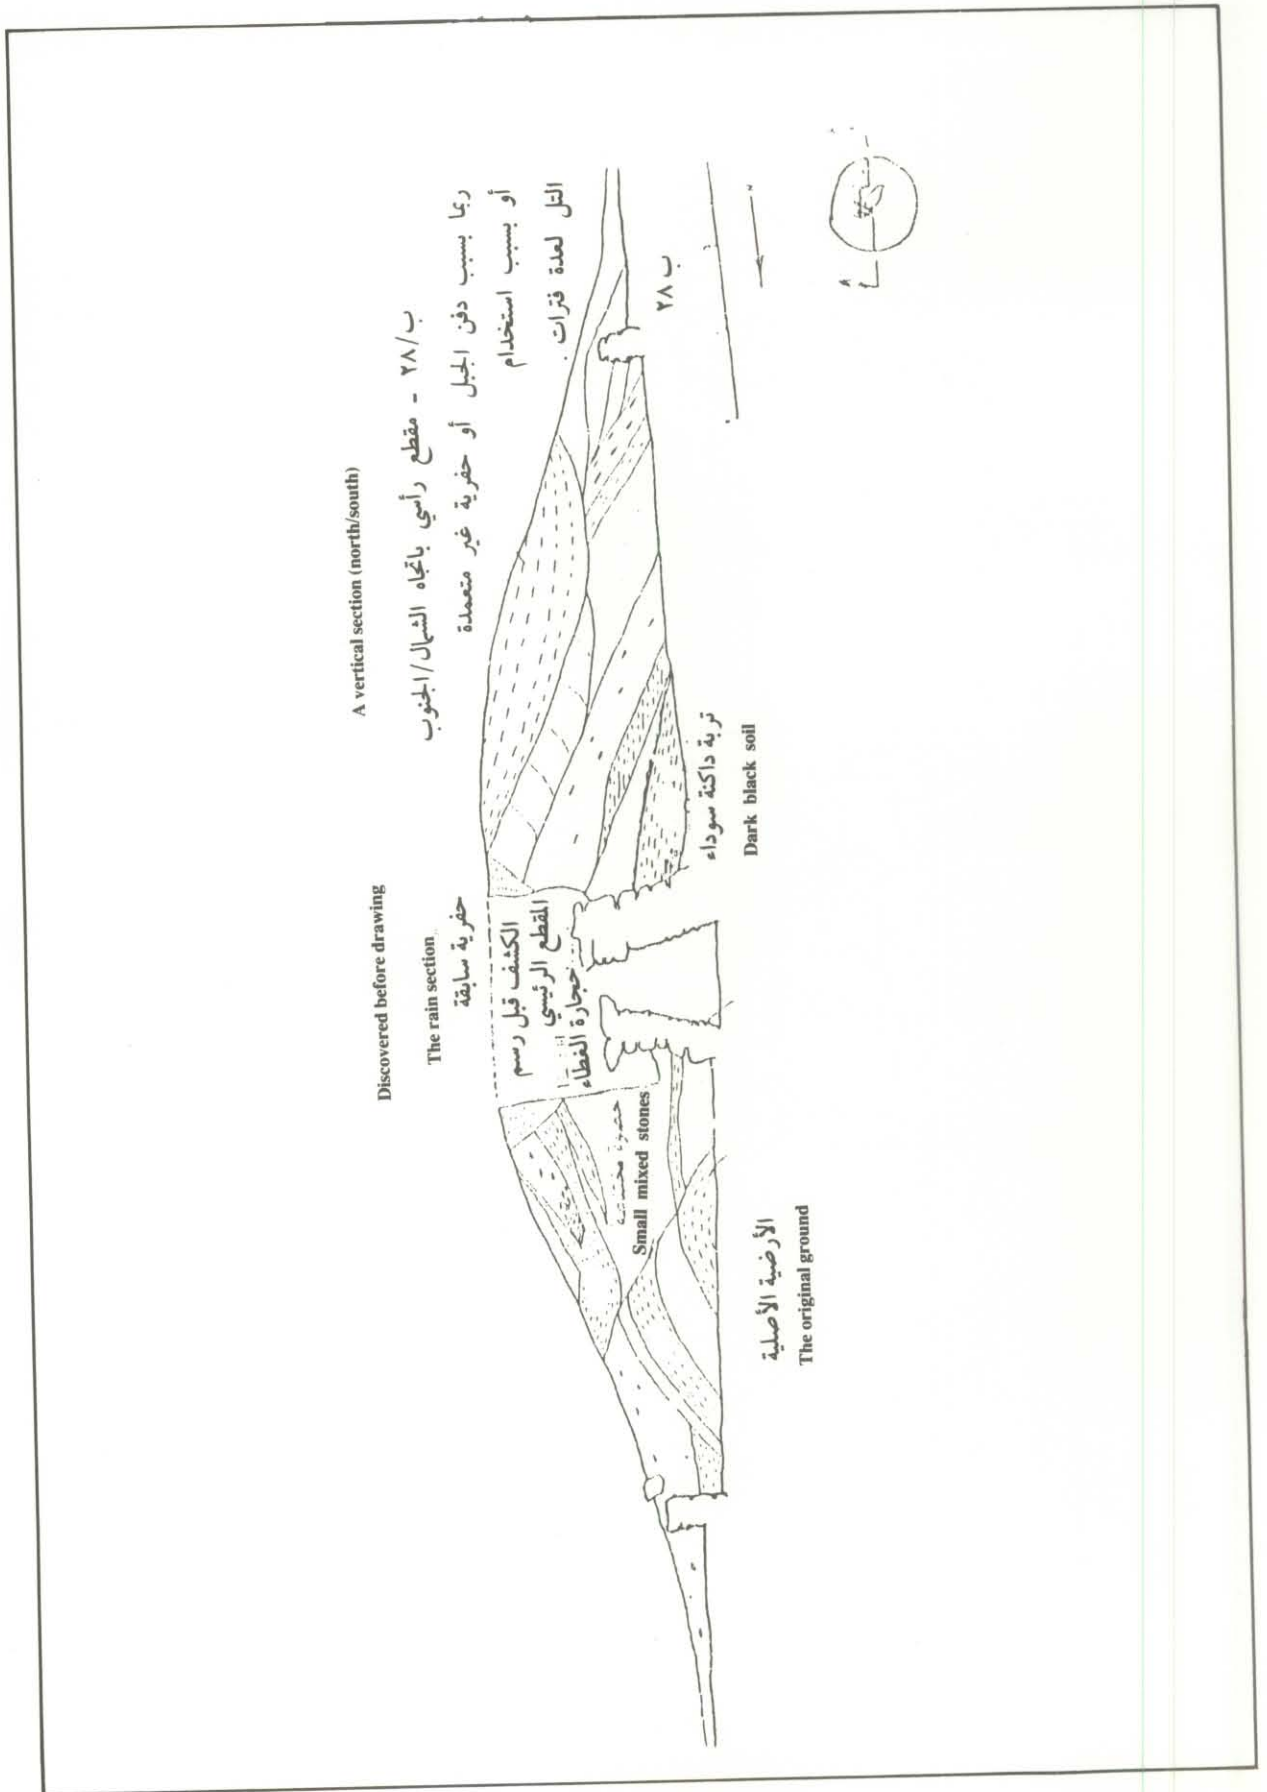 A vertical section (north/south)
ب/٢٨ - مقطع رأسي باتجاه الشمال/الجنوب
ربما بسبب دفن الجبل أو حفرية غير متعمدة
أو بسبب استخدام
التل لعدة فترات .
Discovered before drawing
The rain section
حفرية سابقة
الكشف قبل رسم
المقطع الرئيسي
حجارة الغطاء
Small mixed stones
ب ٢٨
تربة داكنة سوداء
Dark black soil
الأرضية الأصلية
The original ground